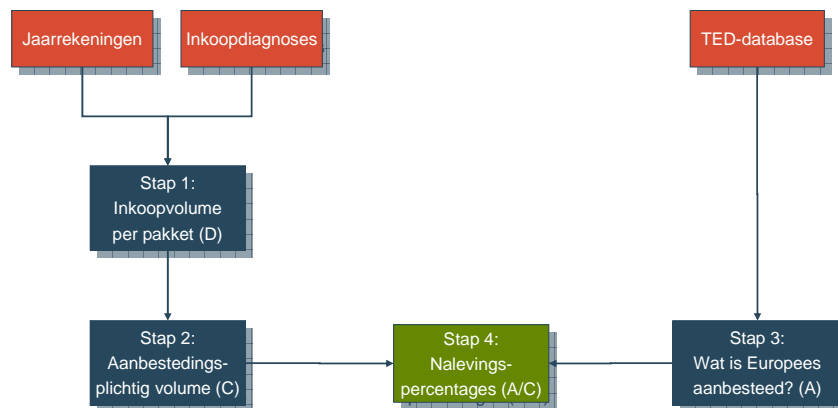 Jaarrekeningen
Inkoopdiagnoses
TED-database
Stap 1:
Inkoopvolume
per pakket (D)
Stap 2:
Aanbestedings-
plichtig volume (C)
Stap 4:
Nalevings-
percentages (A/C)
Stap 3:
Wat is Europees
aanbesteed? (A)